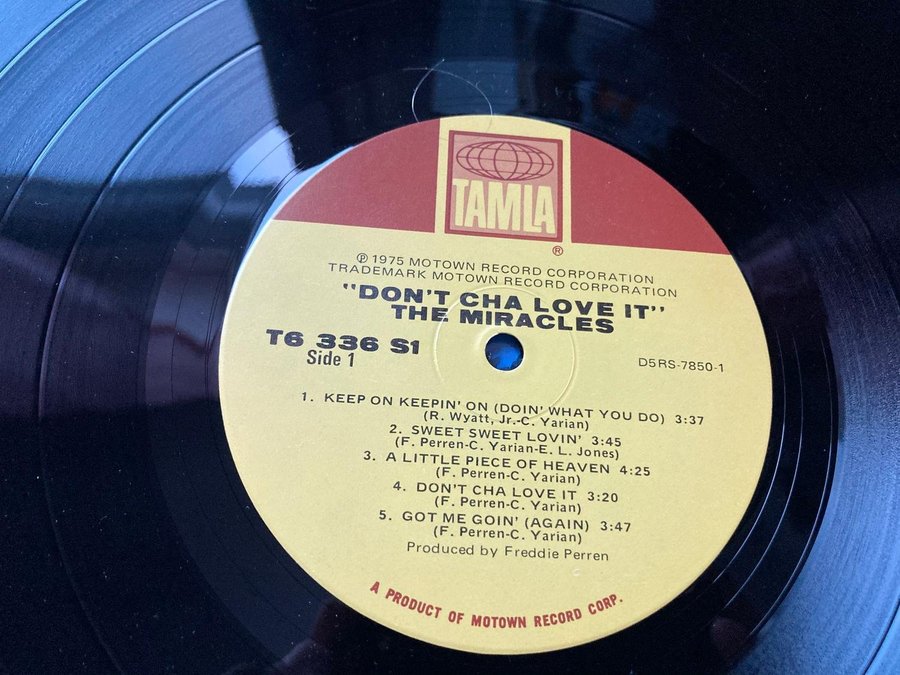 TAMLA
®
℗ 1975 MOTOWN RECORD CORPORATION
TRADEMARK MOTOWN RECORD CORPORATION
"DON'T CHA LOVE IT"
THE MIRACLES
T6 336 S1
Side 1
D5RS-7850-1
1. KEEP ON KEEPIN' ON (DOIN' WHAT YOU DO) 3:37
(R. Wyatt, Jr.-C. Yarian)
2. SWEET SWEET LOVIN' 3:45
(F. Perren-C. Yarian-E. L. Jones)
3. A LITTLE PIECE OF HEAVEN 4:25
(F. Perren-C. Yarian)
4. DON'T CHA LOVE IT 3:20
(F. Perren-C. Yarian)
5. GOT ME GOIN' (AGAIN) 3:47
(F. Perren-C. Yarian)
Produced by Freddie Perren
A PRODUCT OF MOTOWN RECORD CORP.